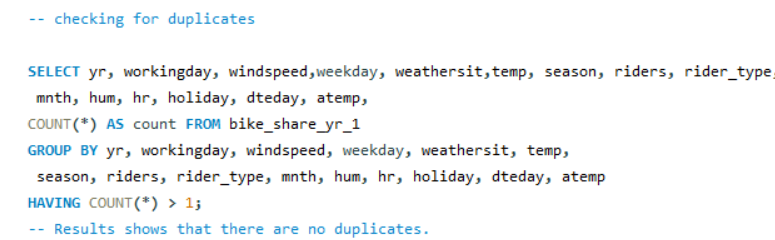 -- checking for duplicates
SELECT yr, workingday, windspeed,weekday, weathersit,temp, season, riders, rider_type,
mnth, hum, hr, holiday, dteday, atemp,
COUNT(*) AS count FROM bike_share_yr_1
GROUP BY yr, workingday, windspeed, weekday, weathersit, temp,
season, riders, rider_type, mnth, hum, hr, holiday, dteday, atemp
HAVING COUNT(*) > 1;
-- Results shows that there are no duplicates.